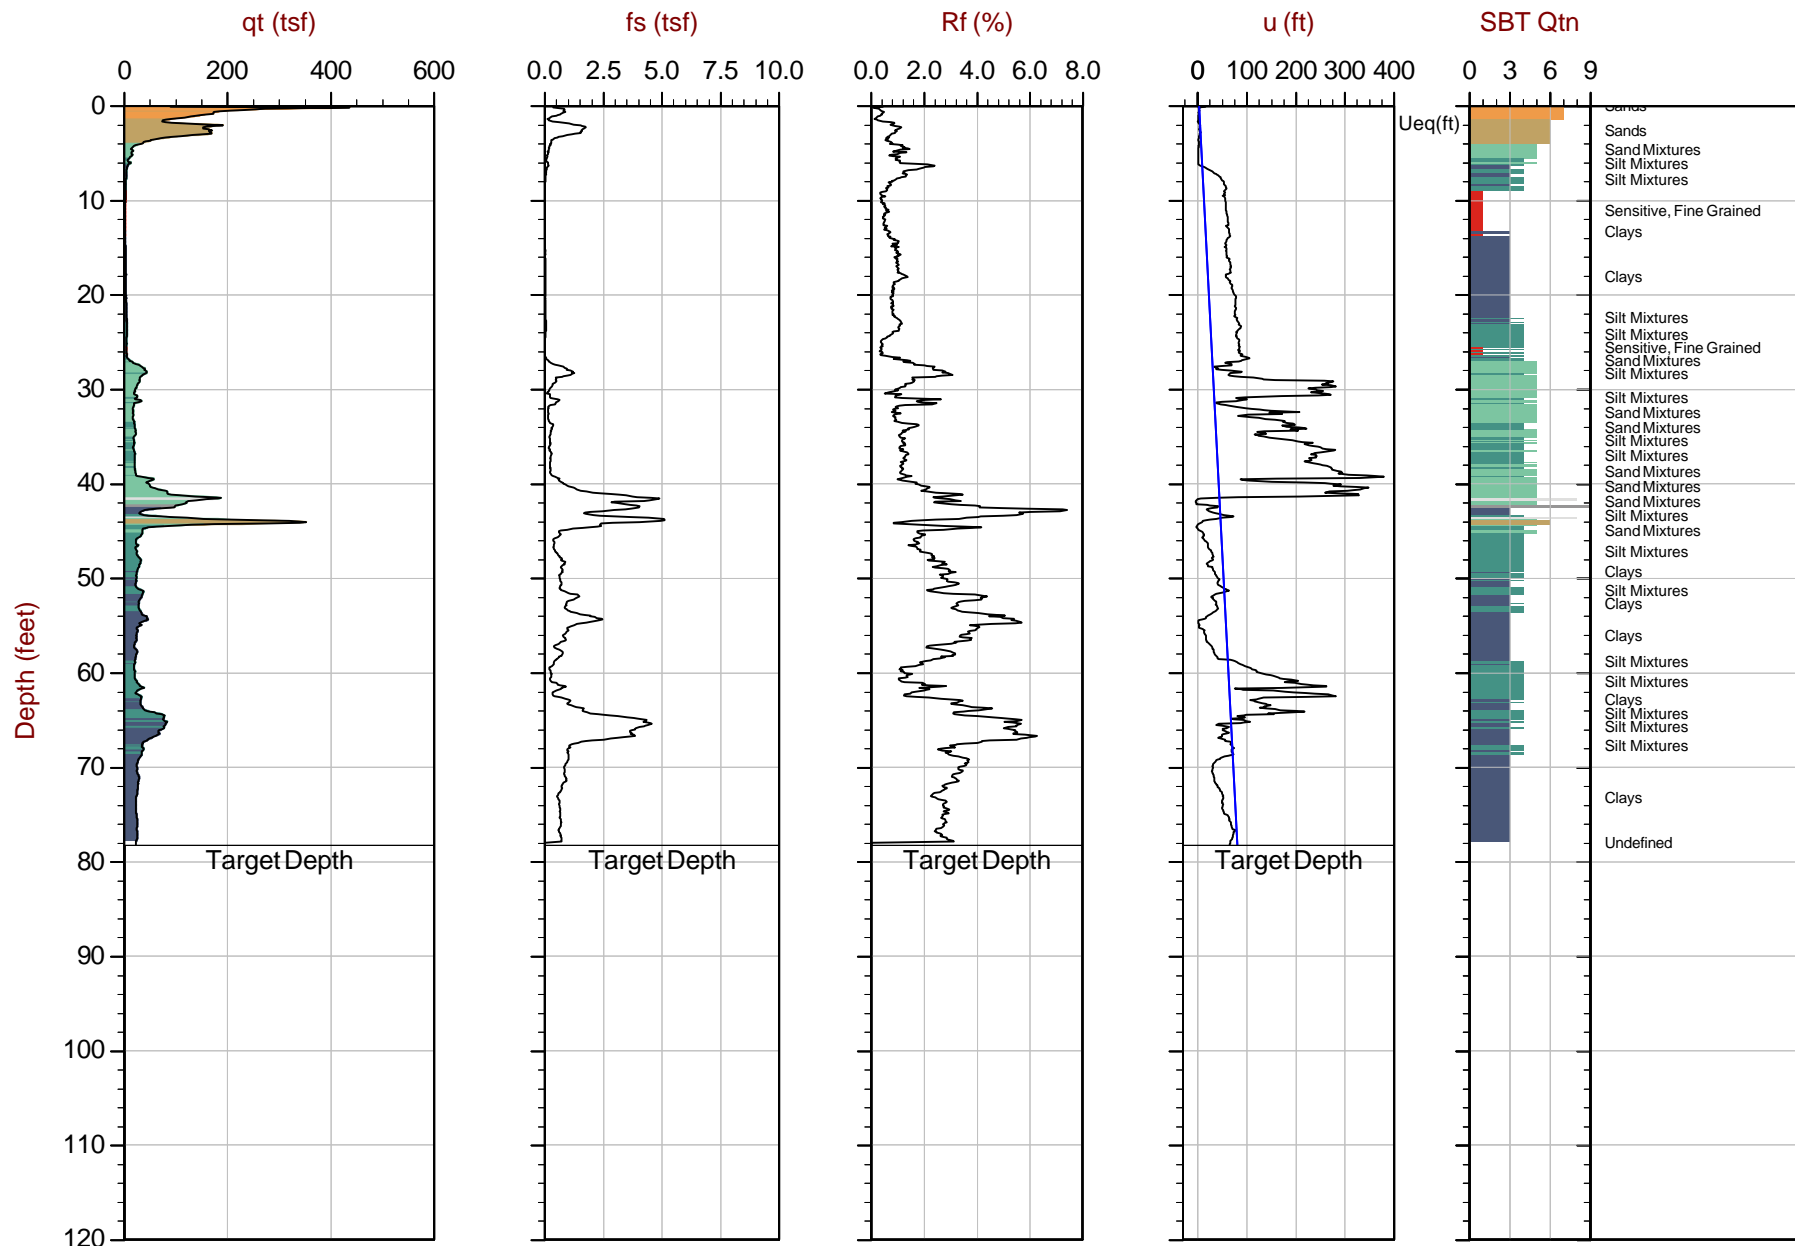 qt (tsf) fs (tsf) Rf (%) u (ft) SBT Qtn
0 200 400 600 0.0 2.5 5.0 7.5 10.0 0.0 2.0 4.0 6.0 8.0 0 100 200 300 400 0 3 6 9
0
Sands
Ueq(ft)
Sands
Sand Mixtures
Silt Mixtures
Silt Mixtures
10
Sensitive, Fine Grained
Clays
Clays
20
Silt Mixtures
Silt Mixtures
Sensitive, Fine Grained
Sand Mixtures
Silt Mixtures
30
Silt Mixtures
Sand Mixtures
Sand Mixtures
Silt Mixtures
Silt Mixtures
Sand Mixtures
40
Sand Mixtures
Sand Mixtures
Silt Mixtures
Sand Mixtures
Silt Mixtures
Clays
50
Silt Mixtures
Clays
Clays
Silt Mixtures
60
Silt Mixtures
Clays
Silt Mixtures
Silt Mixtures
Silt Mixtures
Depth (feet)
70
Clays
Undefined
80
Target Depth Target Depth Target Depth Target Depth
90
100
110
120